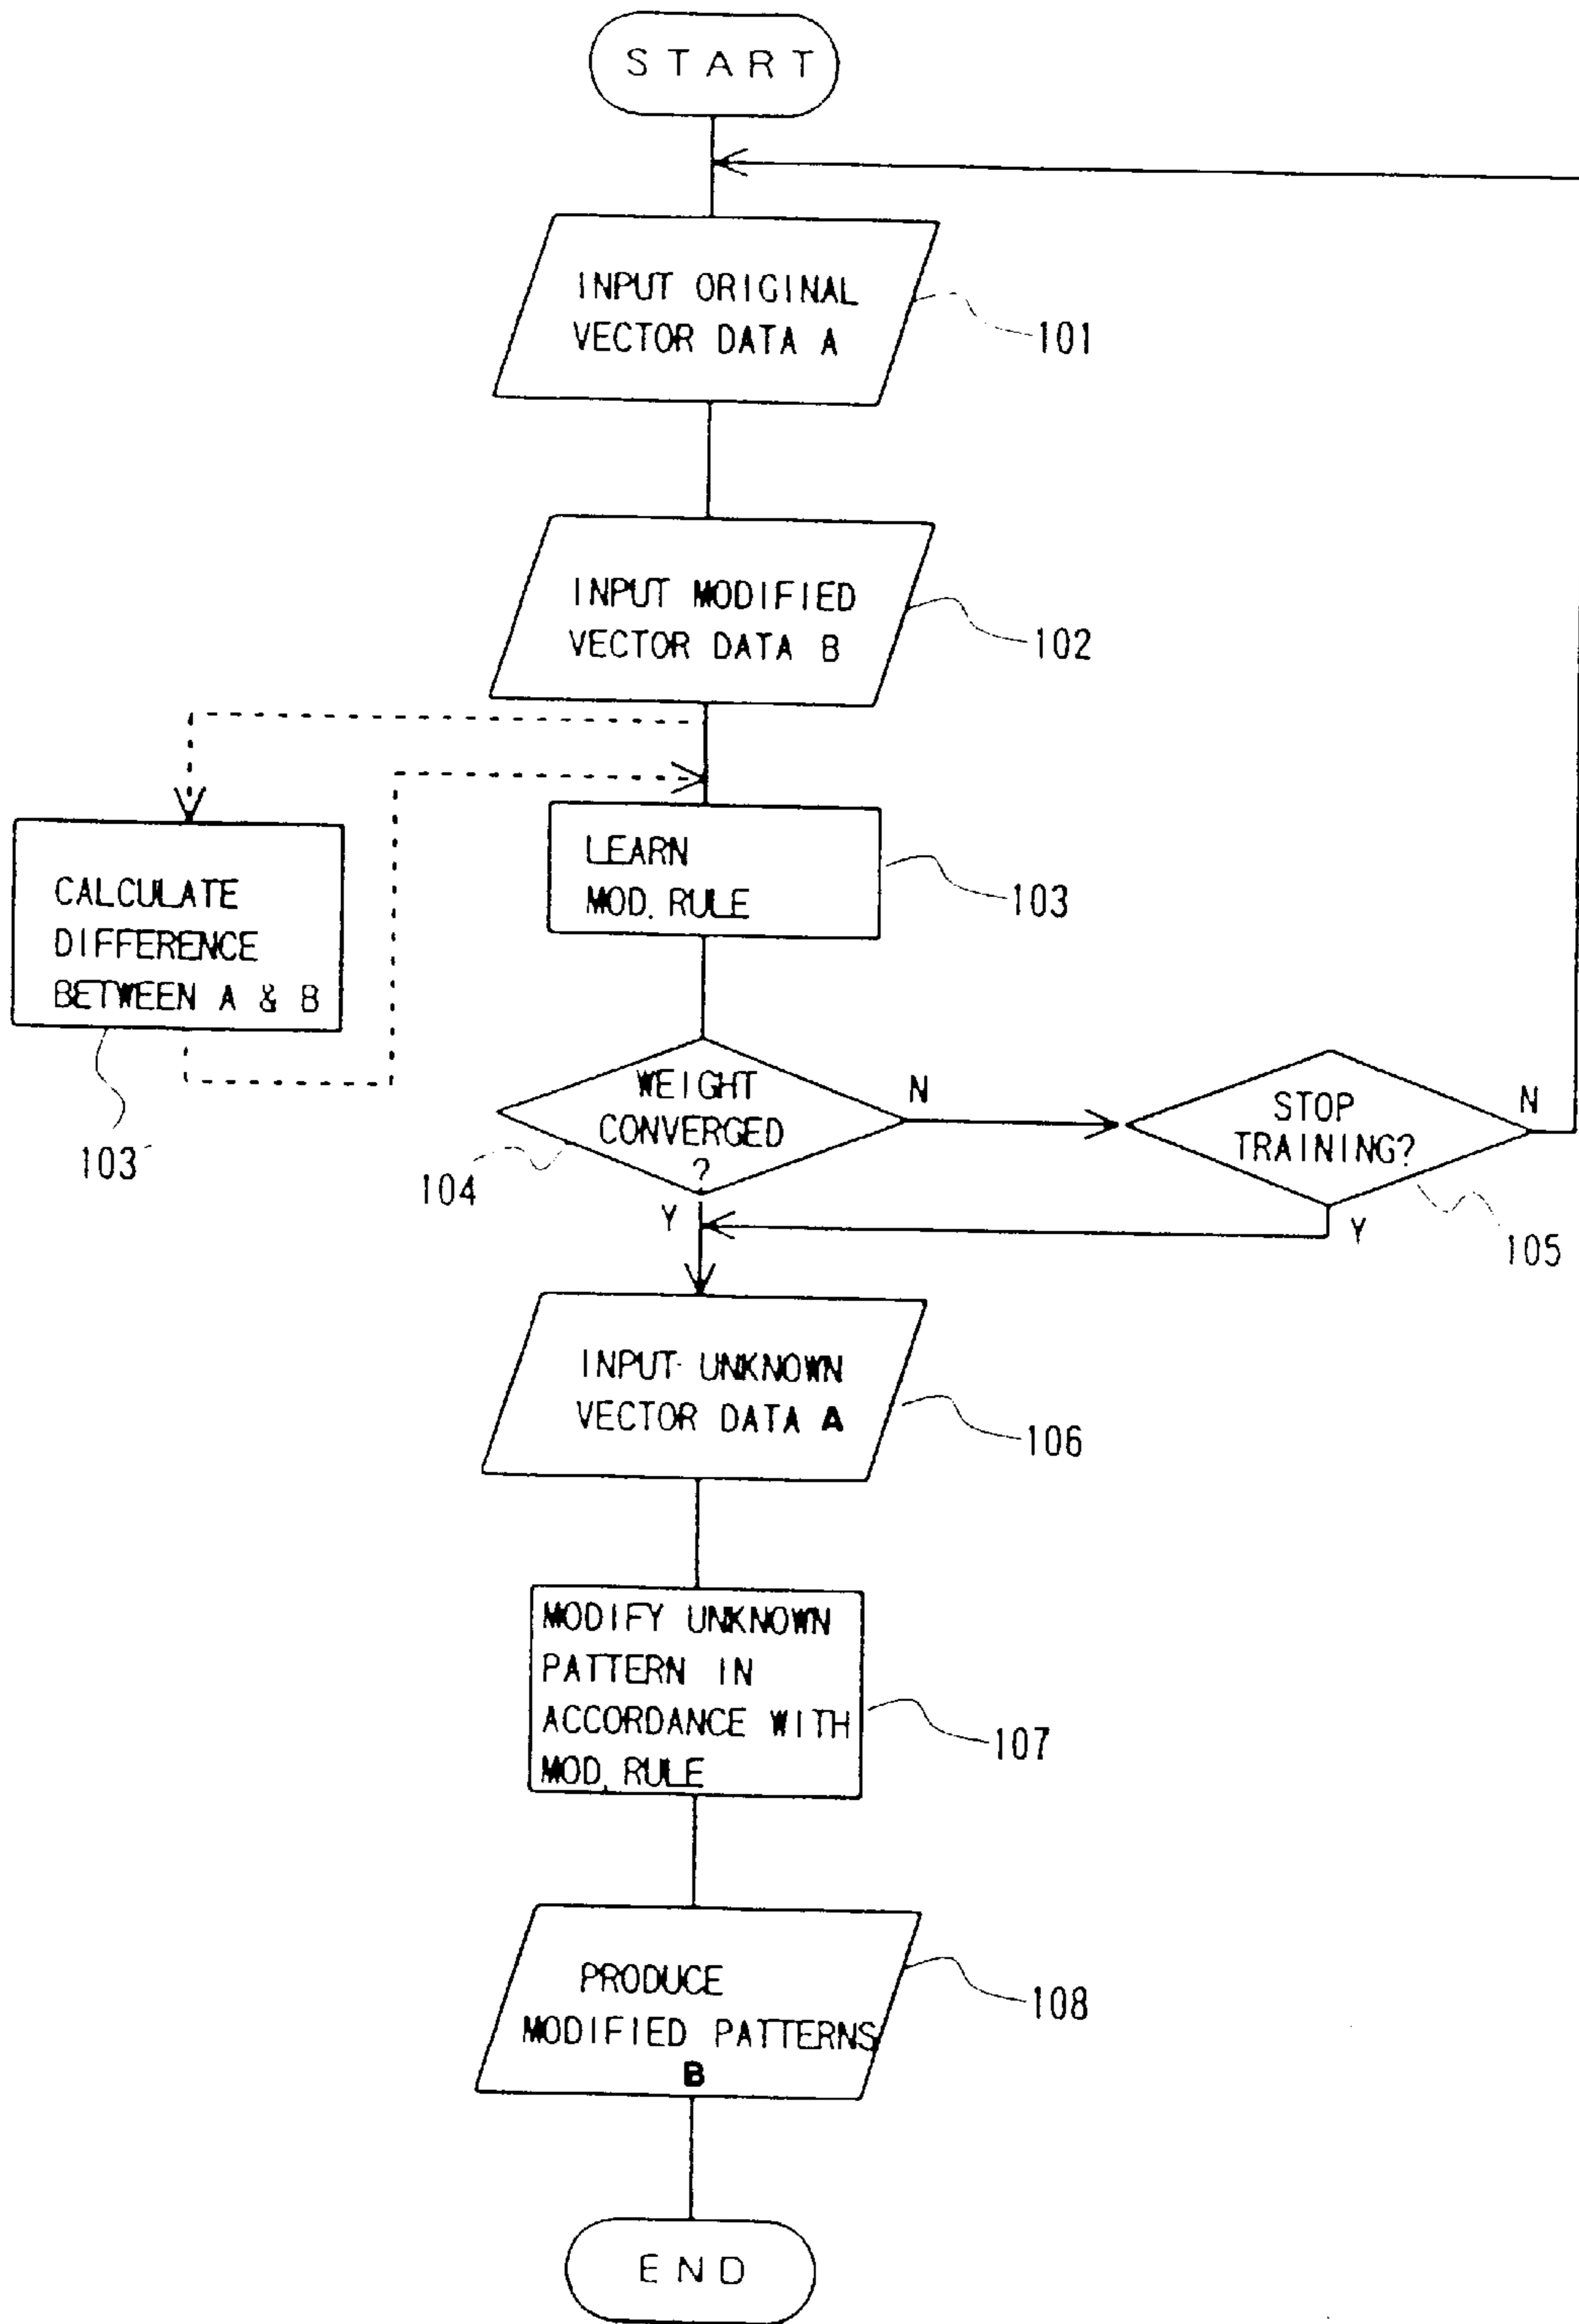 START
INPUT ORIGINAL
VECTOR DATA A
101
INPUT MODIFIED
VECTOR DATA B
102
LEARN
MOD. RULE
103
CALCULATE
DIFFERENCE
BETWEEN A & B
103'
WEIGHT
CONVERGED
?
104
N
Y
STOP
TRAINING?
N
Y
105
INPUT UNKNOWN
VECTOR DATA A
106
MODIFY UNKNOWN
PATTERN IN
ACCORDANCE WITH
MOD. RULE
107
PRODUCE
MODIFIED PATTERNS
B
108
END